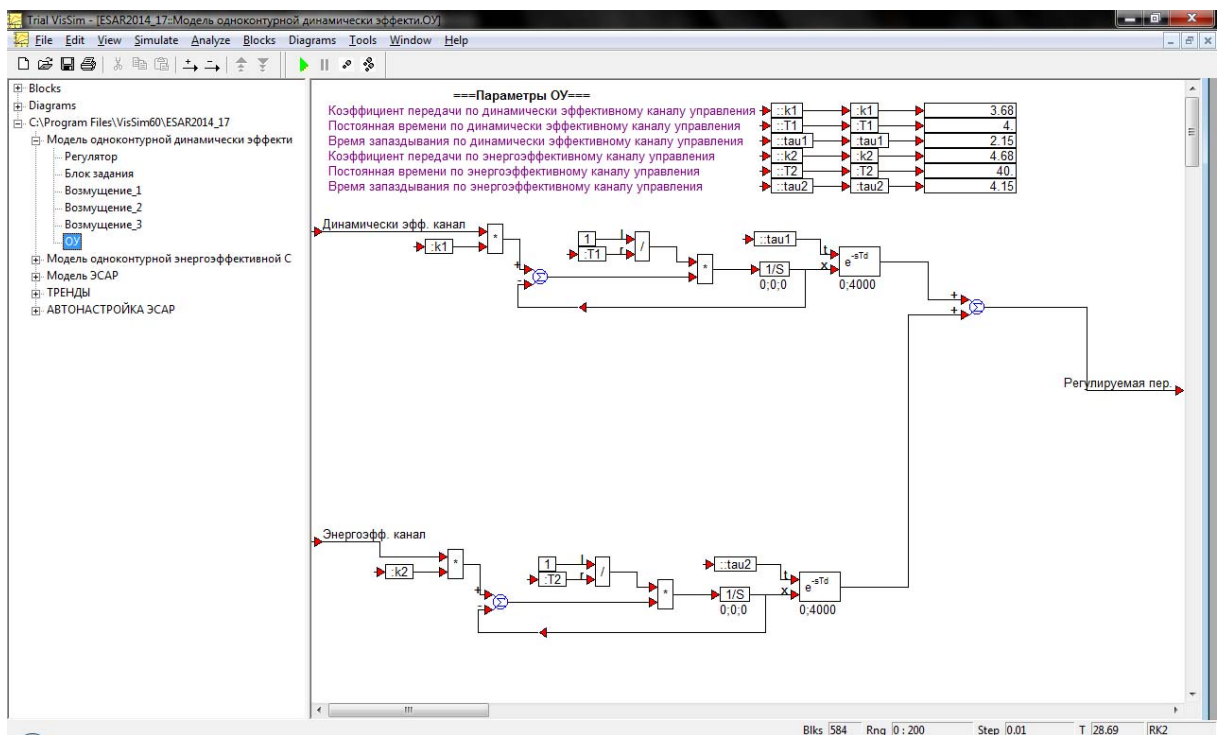 Trial VisSim - [ESAR2014_17::Модель одноконтурной динамически эффекти.ОУ]
File Edit View Simulate Analyze Blocks Diagrams Tools Window Help
Blocks
Diagrams
C:\Program Files\VisSim60\ESAR2014_17
Модель одноконтурной динамически эффекти
Регулятор
Блок задания
Возмущение_1
Возмущение_2
Возмущение_3
ОУ
Модель одноконтурной энергоэффективной С
Модель ЭСАР
ТРЕНДЫ
АВТОНАСТРОЙКА ЭСАР
===Параметры ОУ===
Коэффициент передачи по динамически эффективному каналу управления ::k1 :k1 3.68
Постоянная времени по динамически эффективному каналу управления ::T1 :T1 4.
Время запаздывания по динамически эффективному каналу управления ::tau1 :tau1 2.15
Коэффициент передачи по энергоэффективному каналу управления ::k2 :k2 4.68
Постоянная времени по энергоэффективному каналу управления ::T2 :T2 40.
Время запаздывания по энергоэффективному каналу управления ::tau2 :tau2 4.15
Динамически эфф. канал
:k1 * + - Σ
1 :T1 l r / *
1/S
0;0;0
::tau1 t x e-sTd
0;4000
+ + Σ
Регулируемая пер.
Энергоэфф. канал
:k2 * + - Σ
1 :T2 l r / *
1/S
0;0;0
::tau2 t x e-sTd
0;4000
Blks 584 Rng 0 : 200 Step 0.01 T 28.69 RK2